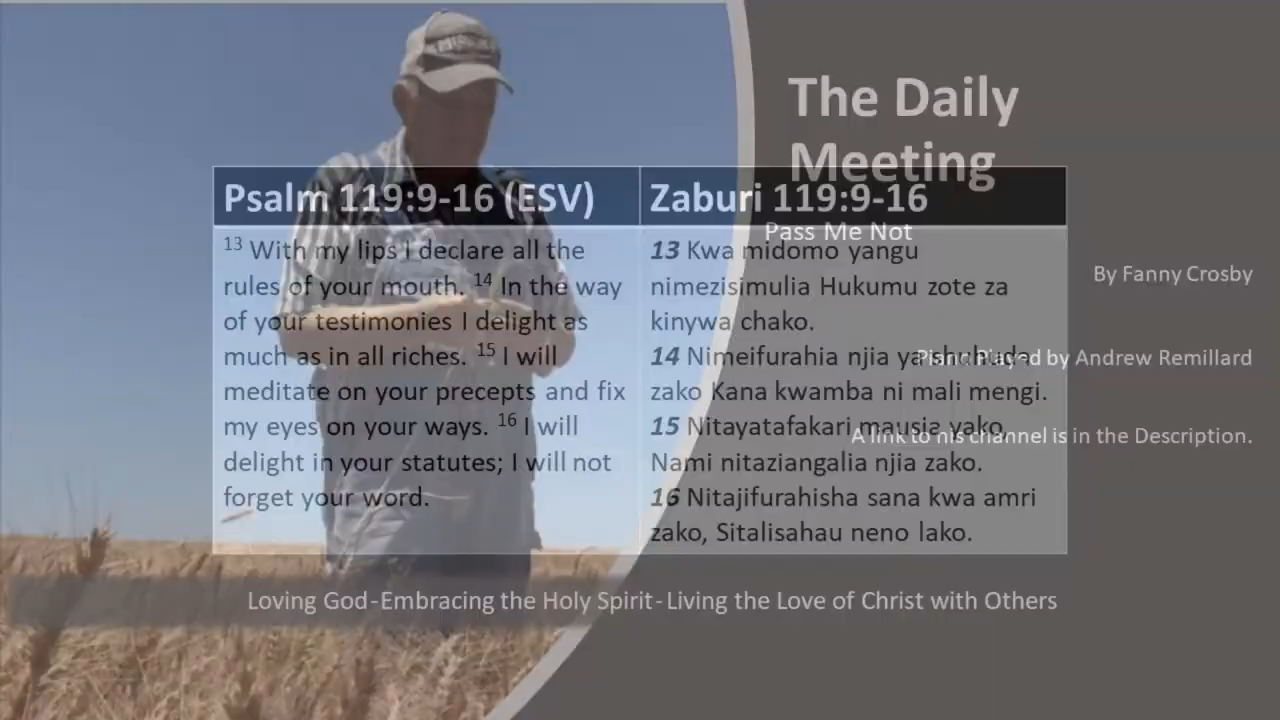 The Daily
Meeting
Psalm 119:9-16 (ESV)
Zaburi 119:9-16
Pass Me Not
13 With my lips I declare all the
rules of your mouth. 14 In the way
of your testimonies I delight as
much as in all riches. 15 I will
meditate on your precepts and fix
my eyes on your ways. 16 I will
delight in your statutes; I will not
forget your word.
13 Kwa midomo yangu
nimezisimulia Hukumu zote za
kinywa chako.
14 Nimeifurahia njia ya shuhuda
zako Kana kwamba ni mali mengi.
15 Nitayatafakari mausia yako,
Nami nitaziangalia njia zako.
16 Nitajifurahisha sana kwa amri
zako, Sitalisahau neno lako.
By Fanny Crosby
Piano Played by Andrew Remillard
A link to his channel is in the Description.
Loving God-Embracing the Holy Spirit-Living the Love of Christ with Others